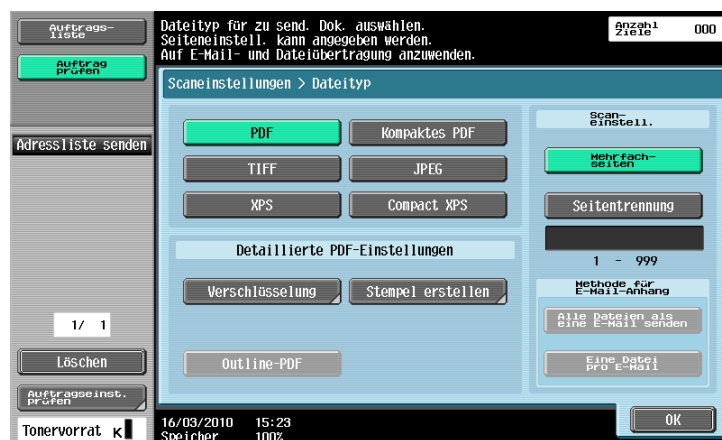 Auftrags-
liste
Auftrag
prüfen
Adressliste senden
1/ 1
Löschen
Auftragseinst.
prüfen
Tonervorrat K
Dateityp für zu send. Dok. auswählen.
Seiteneinstell. kann angegeben werden.
Auf E-Mail- und Dateiübertragung anzuwenden.
Anzahl
Ziele 000
Scaneinstellungen > Dateityp
PDF
Kompaktes PDF
TIFF
JPEG
XPS
Compact XPS
Detaillierte PDF-Einstellungen
Verschlüsselung
Stempel erstellen
Outline-PDF
Scan-
einstell.
Mehrfach-
seiten
Seitentrennung
1 - 999
Methode für
E-Mail-Anhang
Alle Dateien als
eine E-Mail senden
Eine Datei
pro E-Mail
OK
16/03/2010 15:23
Speicher 100%